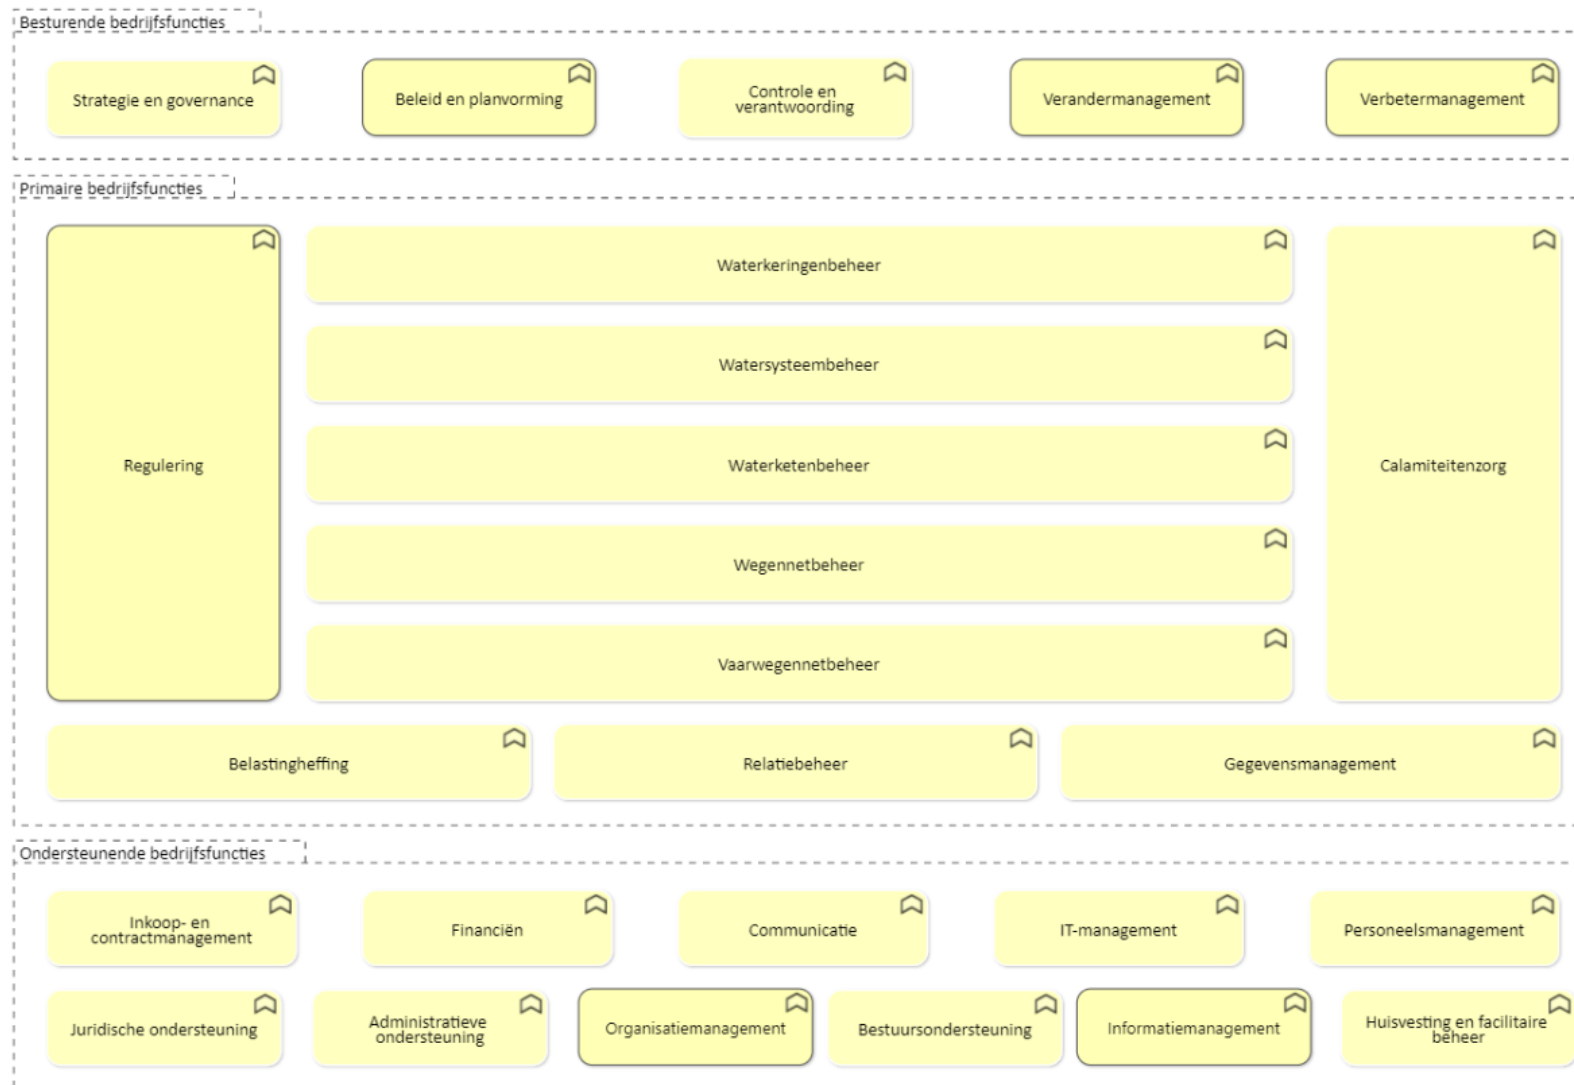 Besturende bedrijfsfuncties
Strategie en governance
Beleid en planvorming
Controle en
verantwoording
Verandermanagement
Verbetermanagement
Primaire bedrijfsfuncties
Regulering
Waterkeringenbeheer
Watersysteembeheer
Waterketenbeheer
Wegennetbeheer
Vaarwegennetbeheer
Calamiteitenzorg
Belastingheffing
Relatiebeheer
Gegevensmanagement
Ondersteunende bedrijfsfuncties
Inkoop- en
contractmanagement
Financiën
Communicatie
IT-management
Personeelsmanagement
Juridische ondersteuning
Administratieve
ondersteuning
Organisatiemanagement
Bestuursondersteuning
Informatiemanagement
Huisvesting en facilitaire
beheer